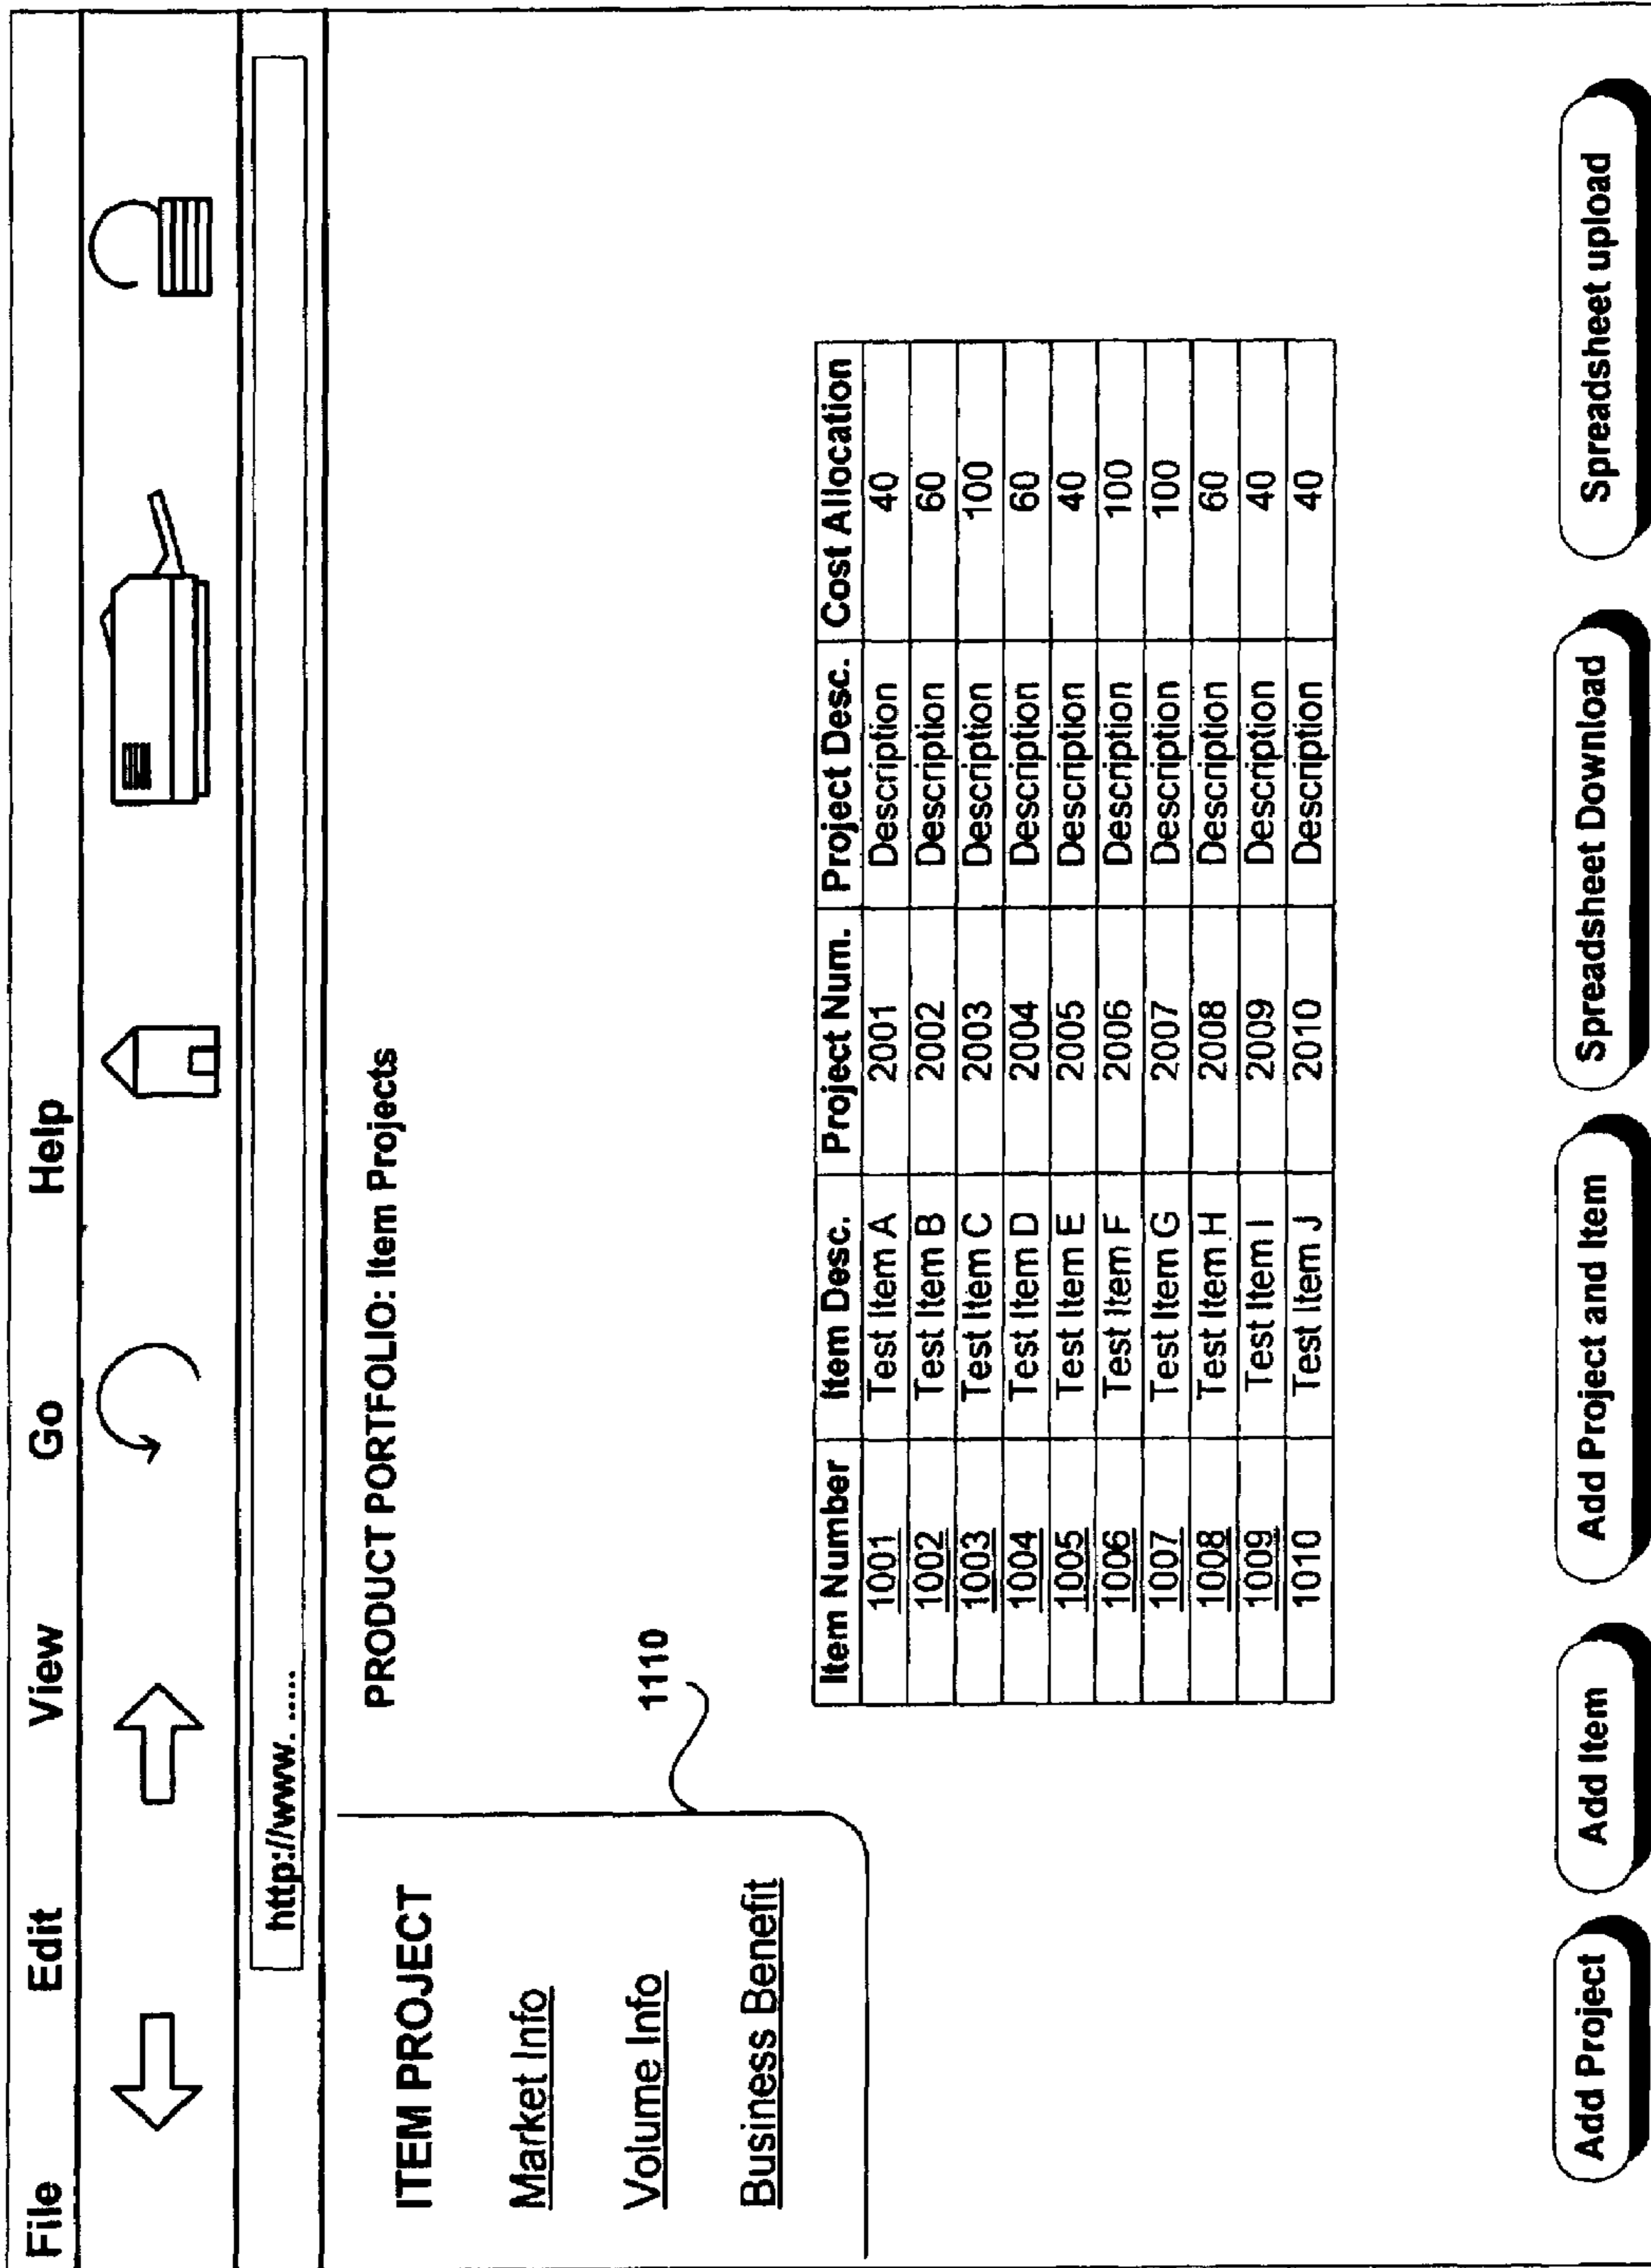 File Edit View Go Help
http://www. .....
PRODUCT PORTFOLIO: Item Projects
ITEM PROJECT
Market Info
Volume Info
Business Benefit
1110
Item Number Item Desc. Project Num. Project Desc. Cost Allocation
1001 Test Item A 2001 Description 40
1002 Test Item B 2002 Description 60
1003 Test Item C 2003 Description 100
1004 Test Item D 2004 Description 60
1005 Test Item E 2005 Description 40
1006 Test Item F 2006 Description 100
1007 Test Item G 2007 Description 100
1008 Test Item H 2008 Description 60
1009 Test Item I 2009 Description 40
1010 Test Item J 2010 Description 40
Add Project Add Item Add Project and Item Spreadsheet Download Spreadsheet upload